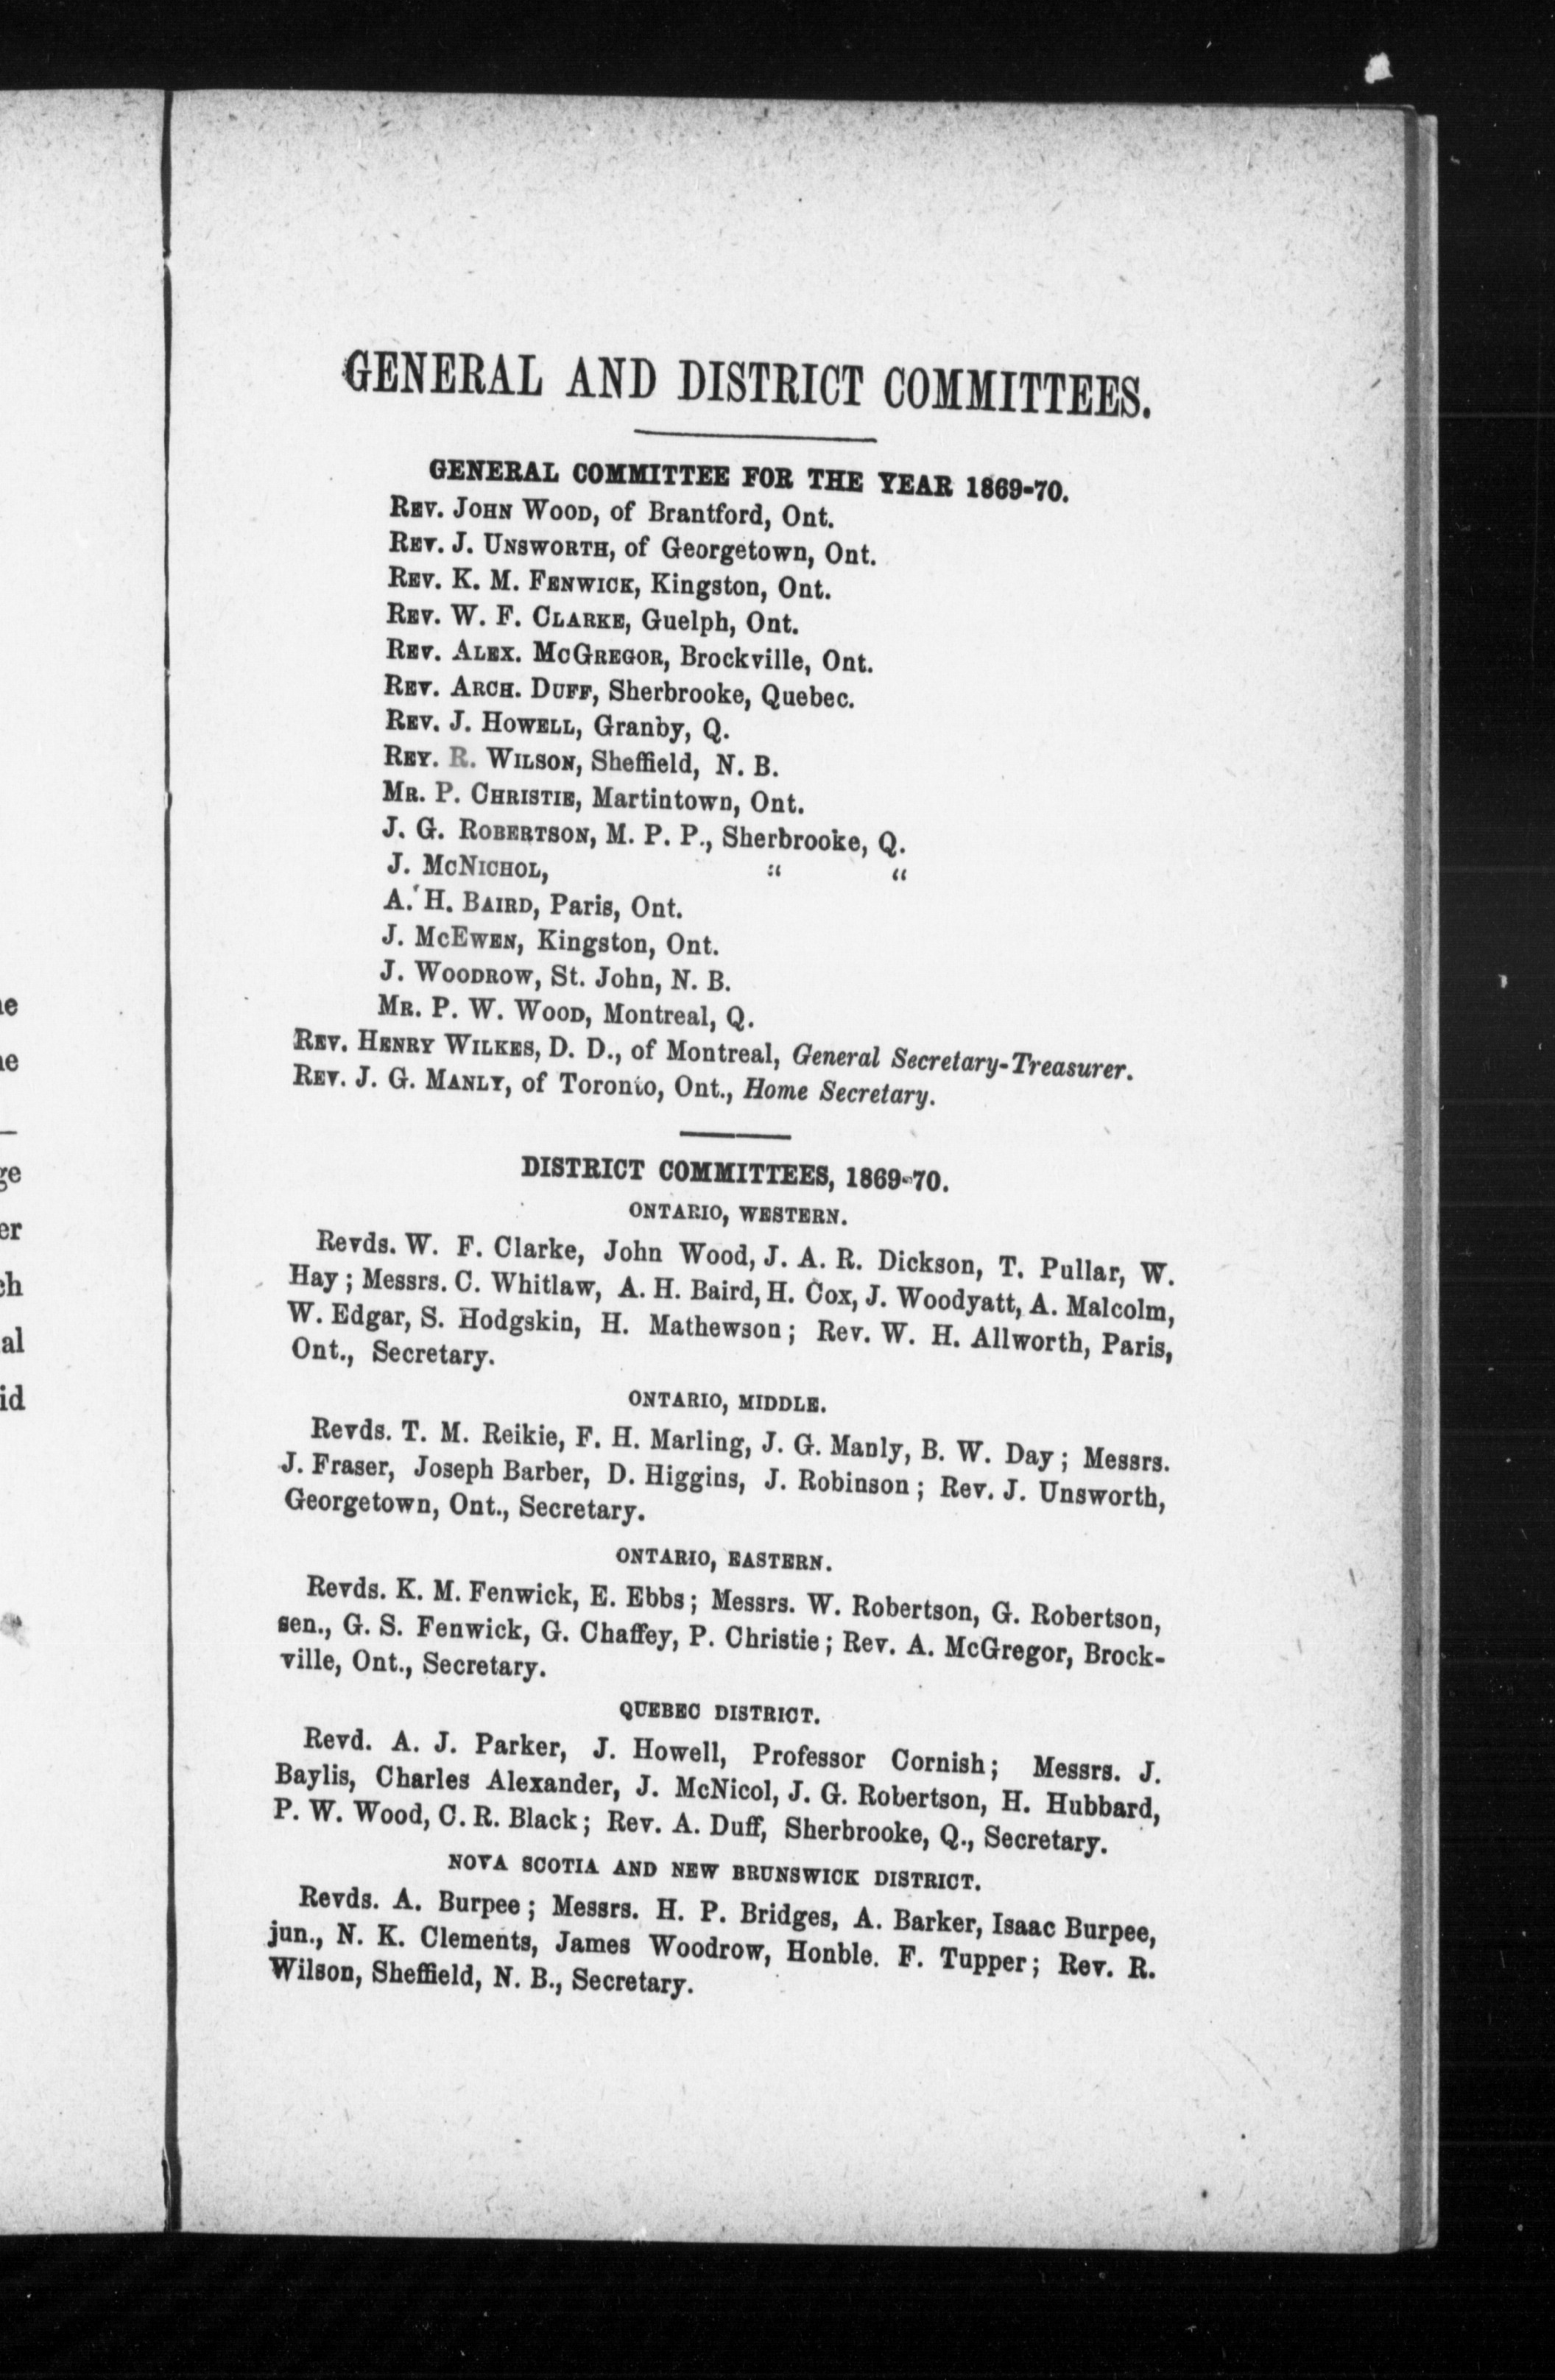 GENERAL AND DISTRICT COMMITTEES.
GENERAL COMMITTEE FOR THE YEAR 1869-70.
REV. JOHN WOOD, of Brantford, Ont.
REV. J. UNSWORTH, of Georgetown, Ont.
REV. K. M. FENWICK, Kingston, Ont.
REV. W. F. CLARKE, Guelph, Ont.
REV. ALEX. MCGREGOR, Brockville, Ont.
REV. ARCH. DUFF, Sherbrooke, Quebec.
REV. J. HOWELL, Granby, Q.
REV. R. WILSON, Sheffield, N. B.
MR. P. CHRISTIE, Martintown, Ont.
J. G. ROBERTSON, M. P. P., Sherbrooke, Q.
J. MCNICHOL, " "
A. H. BAIRD, Paris, Ont.
J. MCEWEN, Kingston, Ont.
J. WOODROW, St. John, N. B.
MR. P. W. WOOD, Montreal, Q.
REV. HENRY WILKES, D. D., of Montreal, General Secretary-Treasurer.
REV. J. G. MANLY, of Toronto, Ont., Home Secretary.
DISTRICT COMMITTEES, 1869-70.
ONTARIO, WESTERN.
Revds. W. F. Clarke, John Wood, J. A. R. Dickson, T. Pullar, W.
Hay; Messrs. C. Whitlaw, A. H. Baird, H. Cox, J. Woodyatt, A. Malcolm,
W. Edgar, S. Hodgskin, H. Mathewson; Rev. W. H. Allworth, Paris,
Ont., Secretary.
ONTARIO, MIDDLE.
Revds. T. M. Reikie, F. H. Marling, J. G. Manly, B. W. Day; Messrs.
J. Fraser, Joseph Barber, D. Higgins, J. Robinson; Rev. J. Unsworth,
Georgetown, Ont., Secretary.
ONTARIO, EASTERN.
Revds. K. M. Fenwick, E. Ebbs; Messrs. W. Robertson, G. Robertson,
sen., G. S. Fenwick, G. Chaffey, P. Christie; Rev. A. McGregor, Brock-
ville, Ont., Secretary.
QUEBEC DISTRICT.
Revd. A. J. Parker, J. Howell, Professor Cornish; Messrs. J.
Baylis, Charles Alexander, J. McNicol, J. G. Robertson, H. Hubbard,
P. W. Wood, C. R. Black; Rev. A. Duff, Sherbrooke, Q., Secretary.
NOVA SCOTIA AND NEW BRUNSWICK DISTRICT.
Revds. A. Burpee; Messrs. H. P. Bridges, A. Barker, Isaac Burpee,
jun., N. K. Clements, James Woodrow, Honble. F. Tupper; Rev. R.
Wilson, Sheffield, N. B., Secretary.